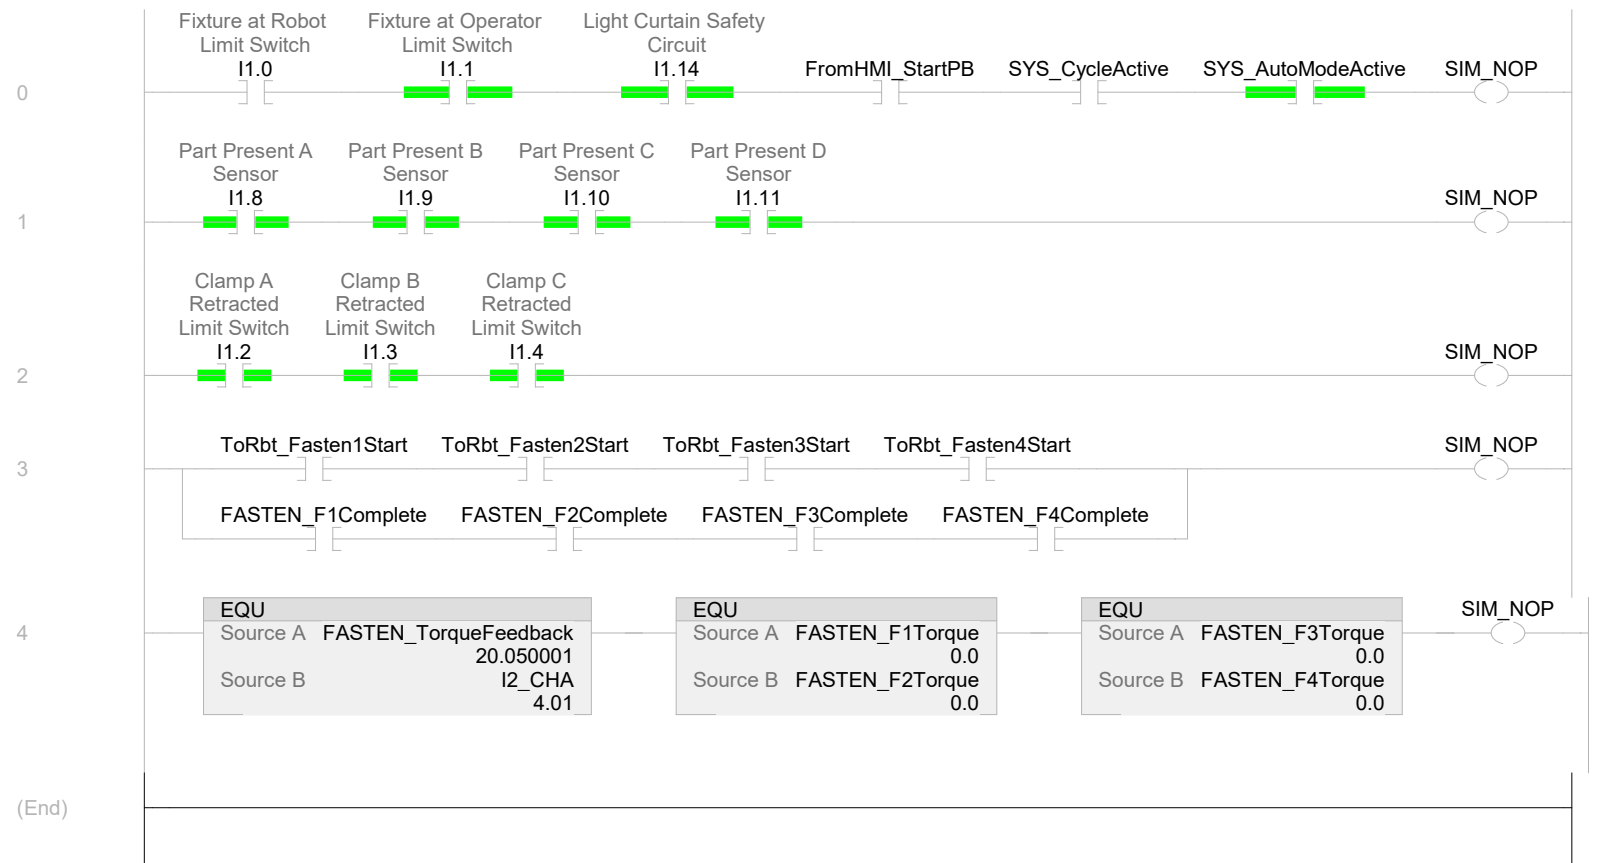 Fixture at Robot
Limit Switch
I1.0
Fixture at Operator
Limit Switch
I1.1
Light Curtain Safety
Circuit
I1.14
FromHMI_StartPB
SYS_CycleActive
SYS_AutoModeActive
SIM_NOP
0
Part Present A
Sensor
I1.8
Part Present B
Sensor
I1.9
Part Present C
Sensor
I1.10
Part Present D
Sensor
I1.11
SIM_NOP
1
Clamp A
Retracted
Limit Switch
I1.2
Clamp B
Retracted
Limit Switch
I1.3
Clamp C
Retracted
Limit Switch
I1.4
SIM_NOP
2
ToRbt_Fasten1Start
ToRbt_Fasten2Start
ToRbt_Fasten3Start
ToRbt_Fasten4Start
SIM_NOP
3
FASTEN_F1Complete
FASTEN_F2Complete
FASTEN_F3Complete
FASTEN_F4Complete
4
EQU
Source A FASTEN_TorqueFeedback
20.050001
Source B I2_CHA
4.01
EQU
Source A FASTEN_F1Torque
0.0
Source B FASTEN_F2Torque
0.0
EQU
Source A FASTEN_F3Torque
0.0
Source B FASTEN_F4Torque
0.0
SIM_NOP
(End)